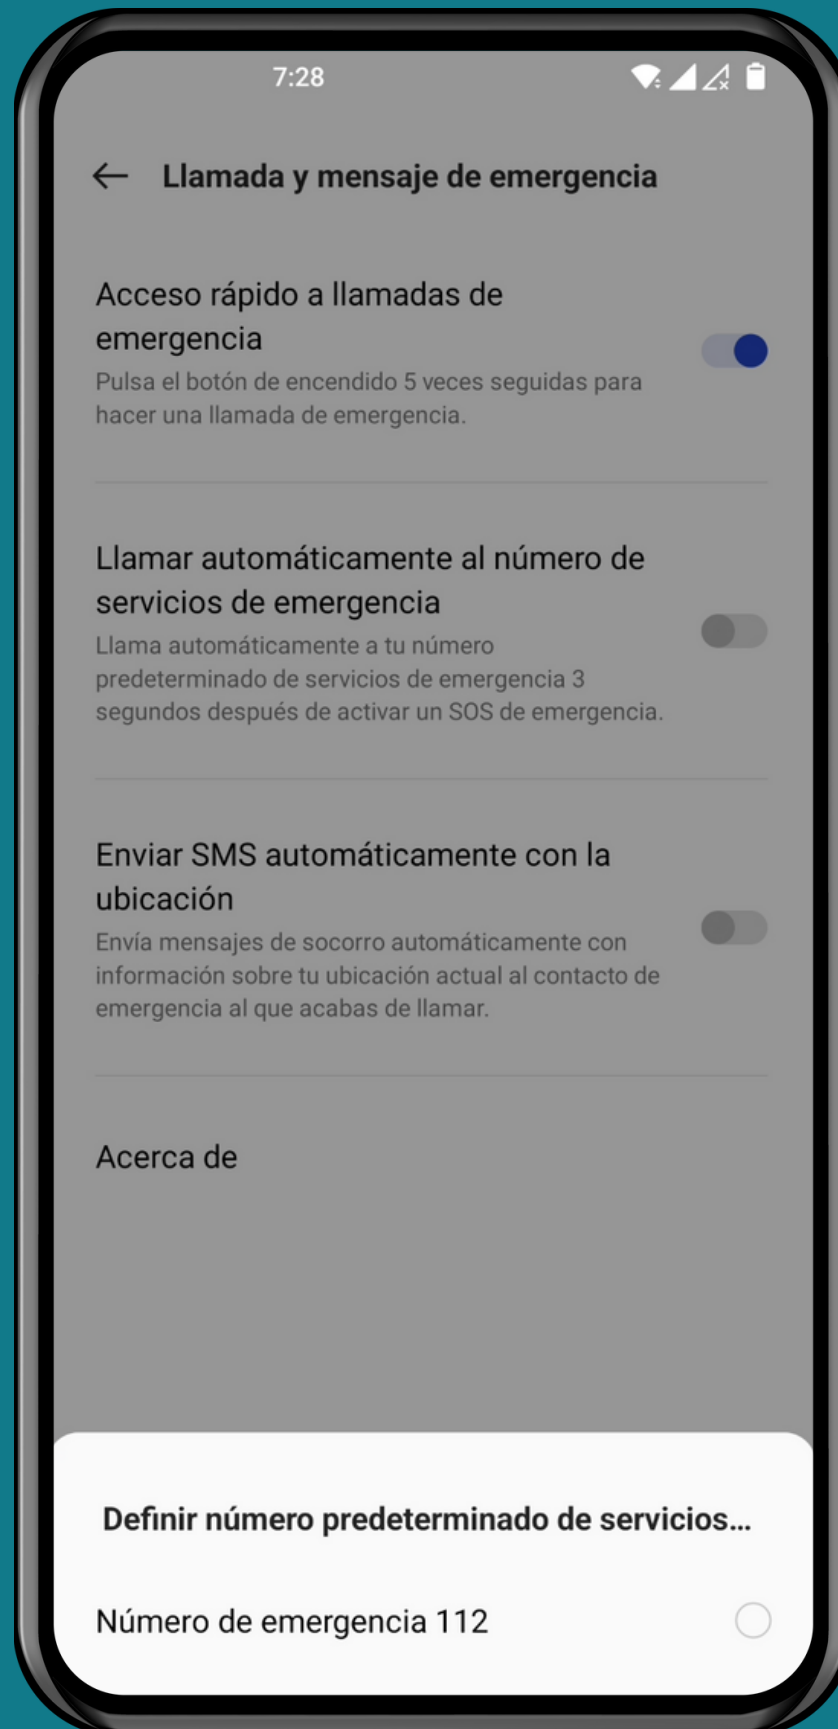 7:28
Llamada y mensaje de emergencia
Acceso rápido a llamadas de
emergencia
Pulsa el botón de encendido 5 veces seguidas para
hacer una llamada de emergencia.
Llamar automáticamente al número de
servicios de emergencia
Llama automáticamente a tu número
predeterminado de servicios de emergencia 3
segundos después de activar un SOS de emergencia.
Enviar SMS automáticamente con la
ubicación
Envía mensajes de socorro automáticamente con
información sobre tu ubicación actual al contacto de
emergencia al que acabas de llamar.
Acerca de
Definir número predeterminado de servicios...
Número de emergencia 112